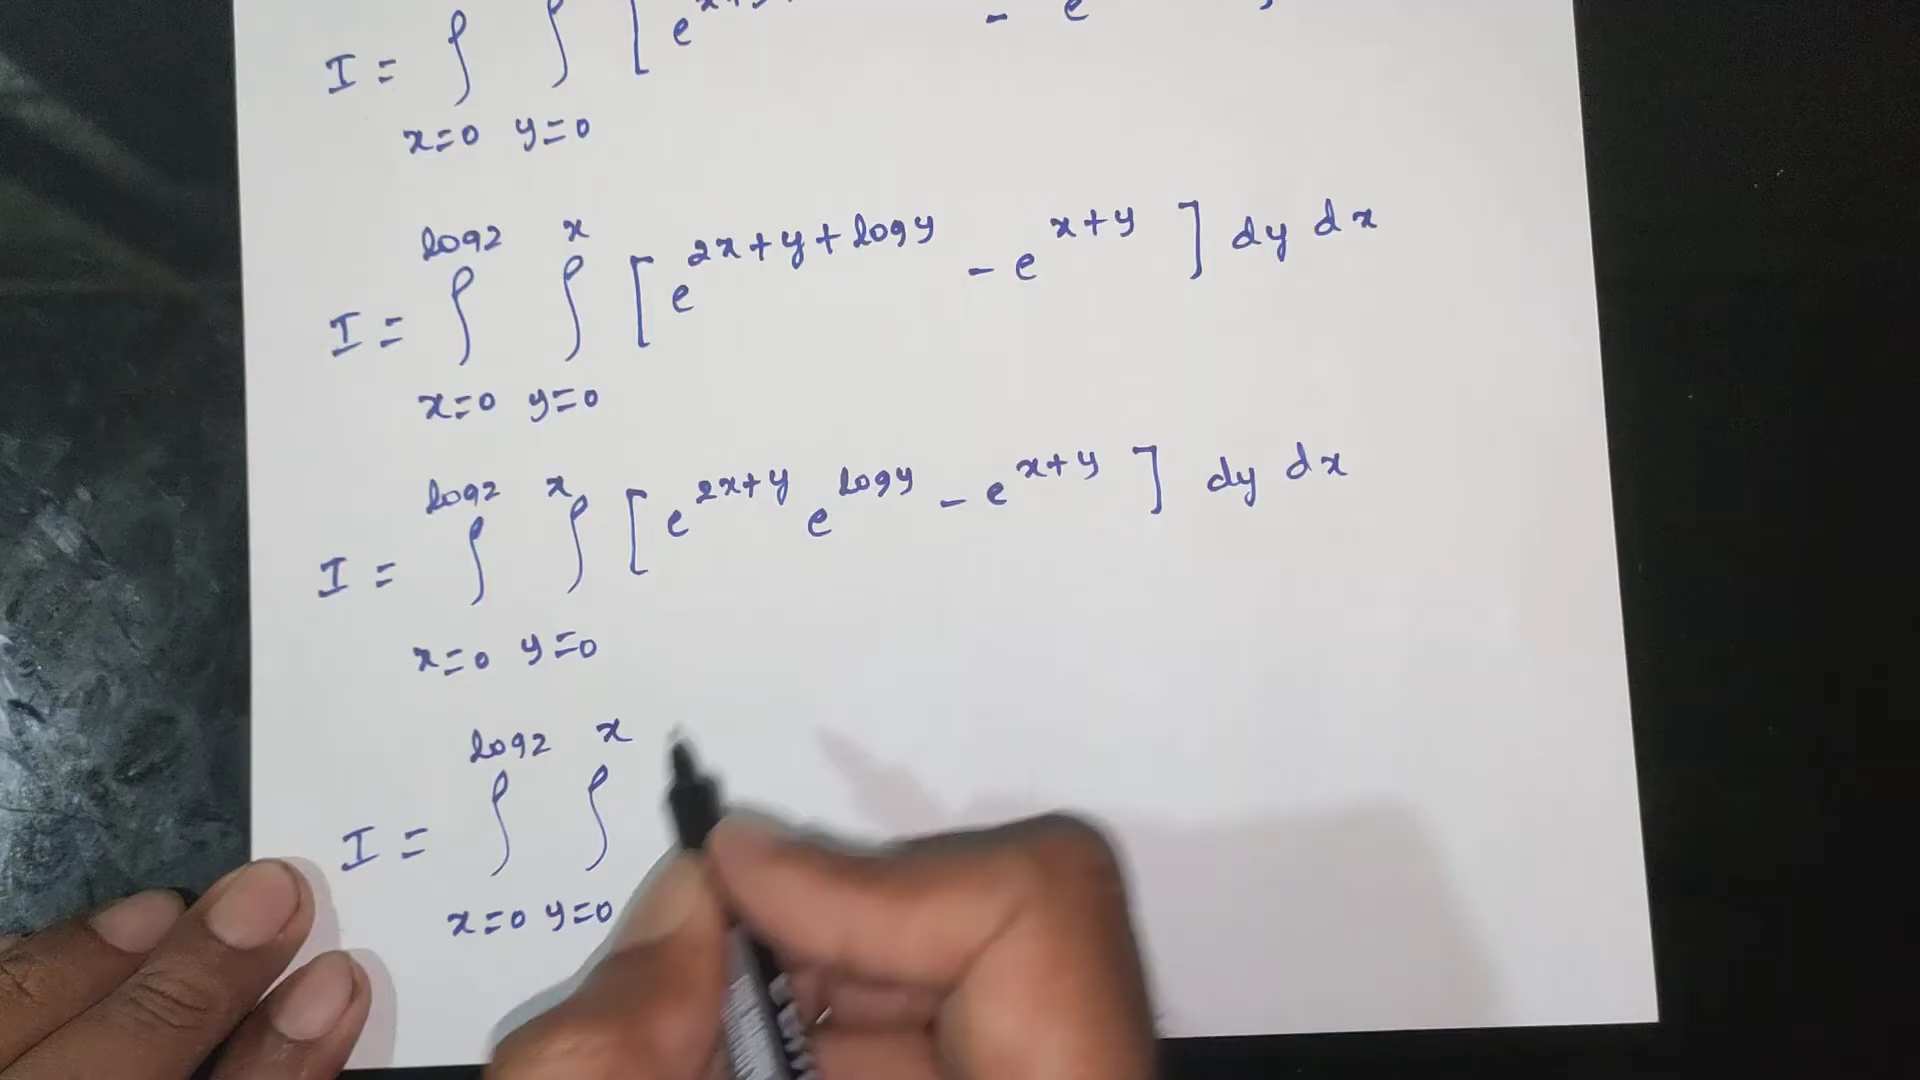 I = ∫ ∫ [ e - e
x=0 y=0
log2 x
I = ∫ ∫ [ e^{2x+y+logy} - e^{x+y} ] dy dx
x=0 y=0
log2 x
I = ∫ ∫ [ e^{2x+y} e^{logy} - e^{x+y} ] dy dx
x=0 y=0
log2 x
I = ∫ ∫
x=0 y=0